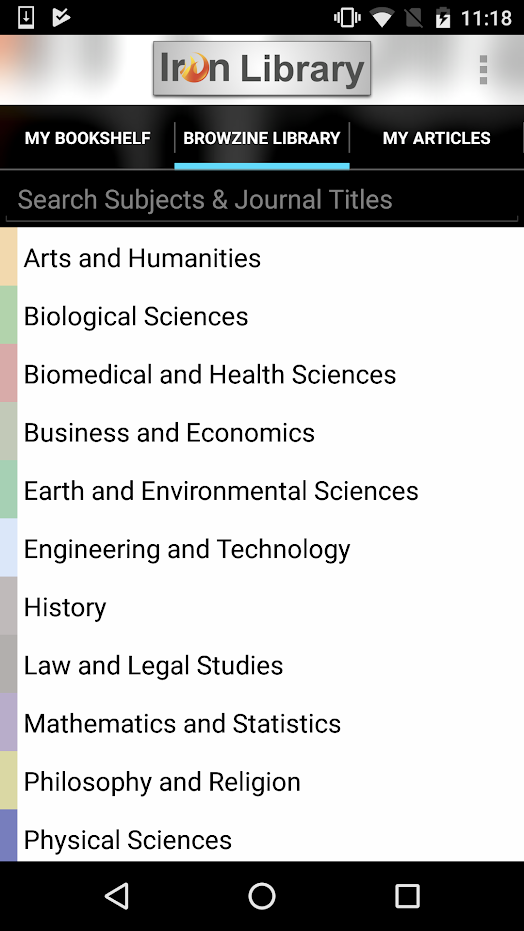 11:18
Iron Library
MY BOOKSHELF BROWZINE LIBRARY MY ARTICLES
Search Subjects & Journal Titles
Arts and Humanities
Biological Sciences
Biomedical and Health Sciences
Business and Economics
Earth and Environmental Sciences
Engineering and Technology
History
Law and Legal Studies
Mathematics and Statistics
Philosophy and Religion
Physical Sciences